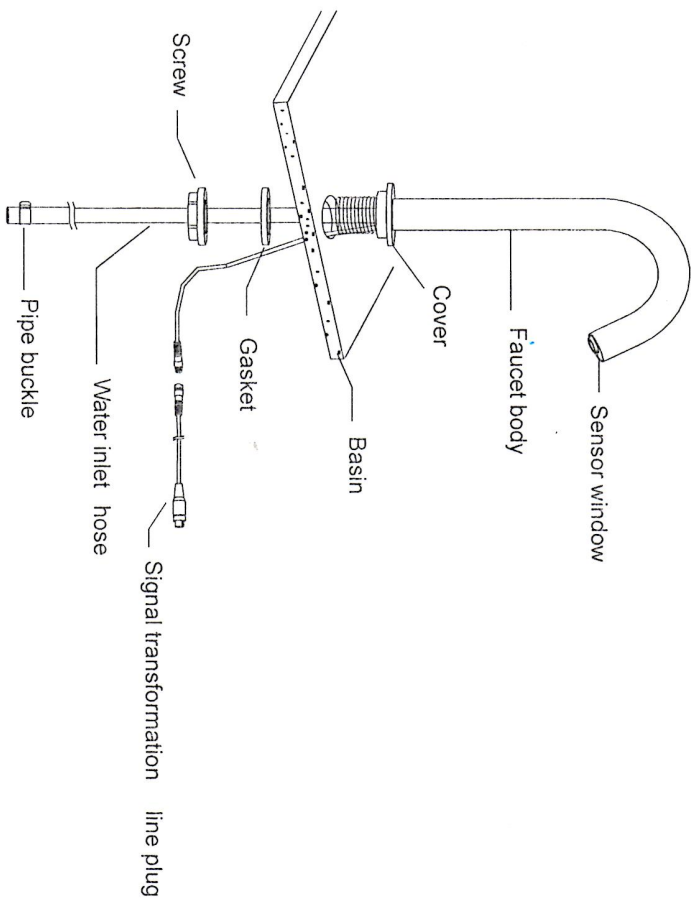 Sensor window
Faucet body
Cover
Basin
Gasket
Screw
Signal transformation line plug
Water inlet hose
Pipe buckle